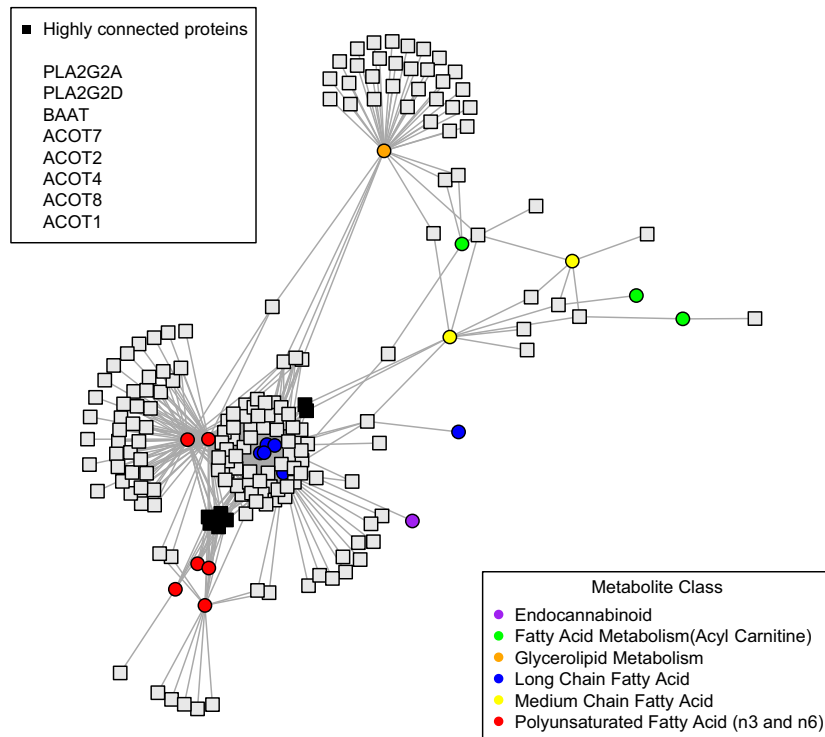 Highly connected proteins
PLA2G2A
PLA2G2D
BAAT
ACOT7
ACOT2
ACOT4
ACOT8
ACOT1
Metabolite Class
Endocannabinoid
Fatty Acid Metabolism(Acyl Carnitine)
Glycerolipid Metabolism
Long Chain Fatty Acid
Medium Chain Fatty Acid
Polyunsaturated Fatty Acid (n3 and n6)